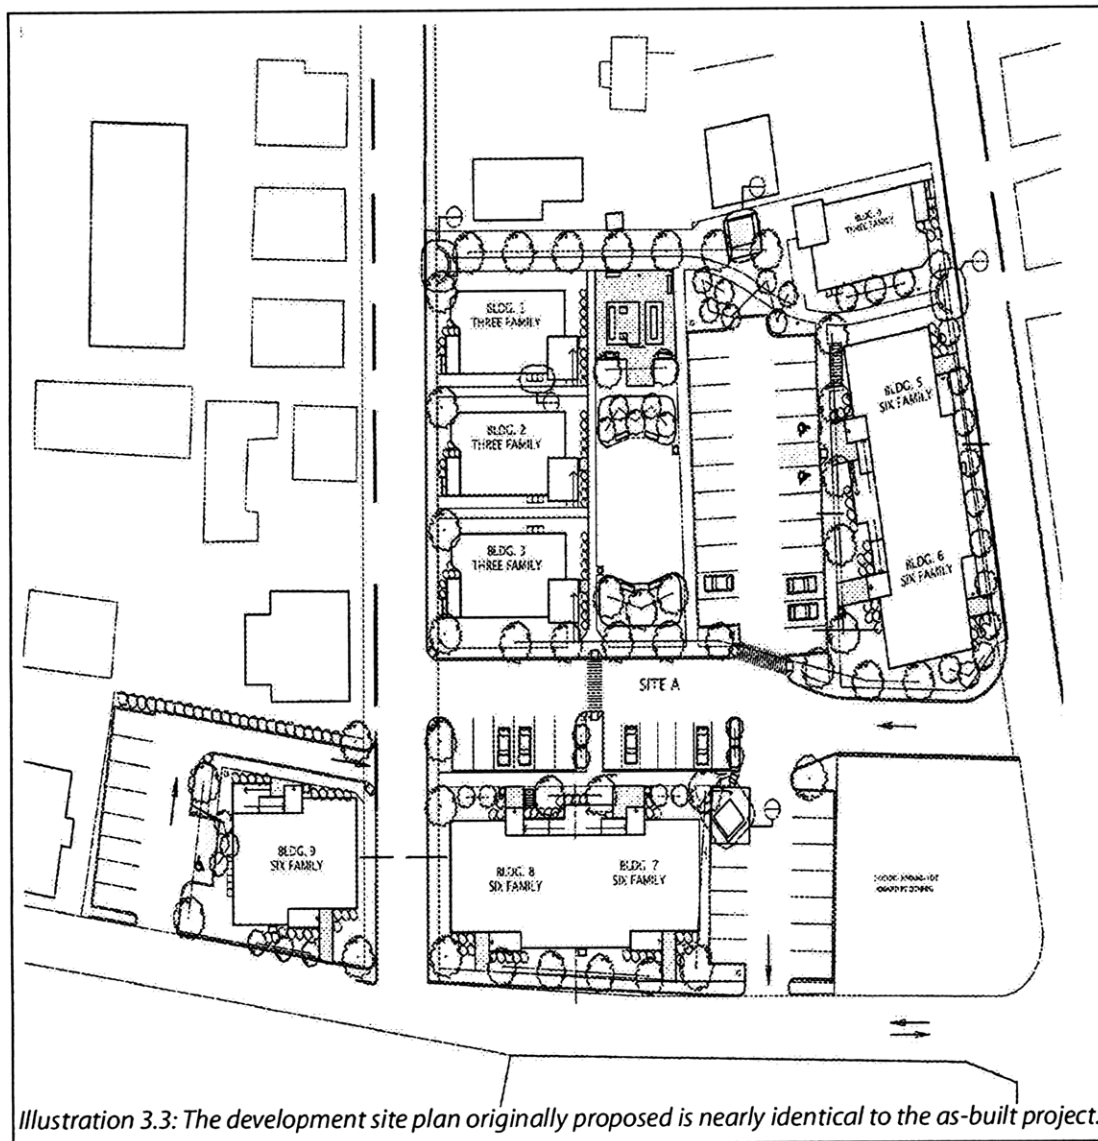 BLDG. 1
THREE FAMILY
BLDG. 2
THREE FAMILY
BLDG. 3
THREE FAMILY
THREE FAMILY
BLDG. 5
SIX FAMILY
BLDG. 6
SIX FAMILY
SITE A
BLDG. 9
SIX FAMILY
BLDG. 8
SIX FAMILY
BLDG. 7
SIX FAMILY
Illustration 3.3: The development site plan originally proposed is nearly identical to the as-built project.